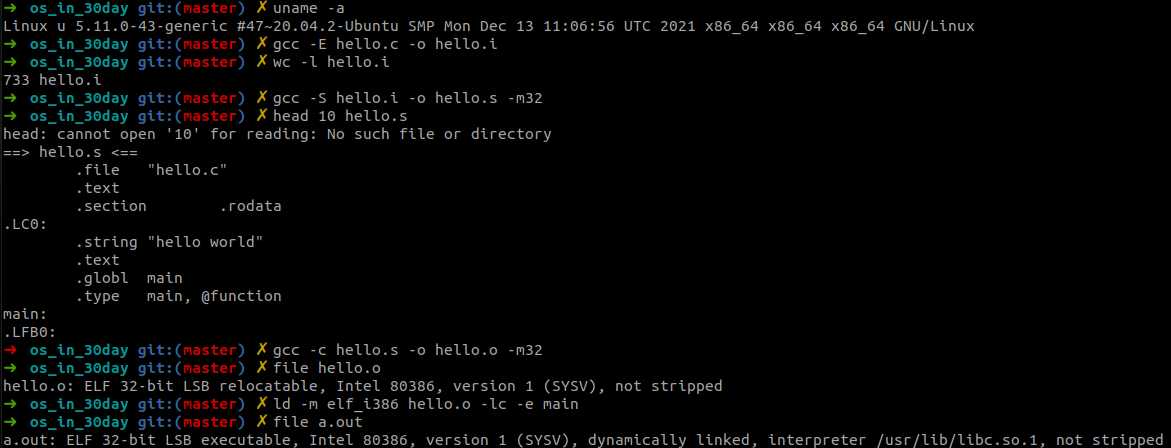 ➜  os_in_30day git:(master) ✗ uname -a
Linux u 5.11.0-43-generic #47~20.04.2-Ubuntu SMP Mon Dec 13 11:06:56 UTC 2021 x86_64 x86_64 x86_64 GNU/Linux
➜  os_in_30day git:(master) ✗ gcc -E hello.c -o hello.i
➜  os_in_30day git:(master) ✗ wc -l hello.i
733 hello.i
➜  os_in_30day git:(master) ✗ gcc -S hello.i -o hello.s -m32
➜  os_in_30day git:(master) ✗ head 10 hello.s
head: cannot open '10' for reading: No such file or directory
==> hello.s <==
        .file   "hello.c"
        .text
        .section        .rodata
.LC0:
        .string "hello world"
        .text
        .globl  main
        .type   main, @function
main:
.LFB0:
➜  os_in_30day git:(master) ✗ gcc -c hello.s -o hello.o -m32
➜  os_in_30day git:(master) ✗ file hello.o
hello.o: ELF 32-bit LSB relocatable, Intel 80386, version 1 (SYSV), not stripped
➜  os_in_30day git:(master) ✗ ld -m elf_i386 hello.o -lc -e main
➜  os_in_30day git:(master) ✗ file a.out
a.out: ELF 32-bit LSB executable, Intel 80386, version 1 (SYSV), dynamically linked, interpreter /usr/lib/libc.so.1, not stripped